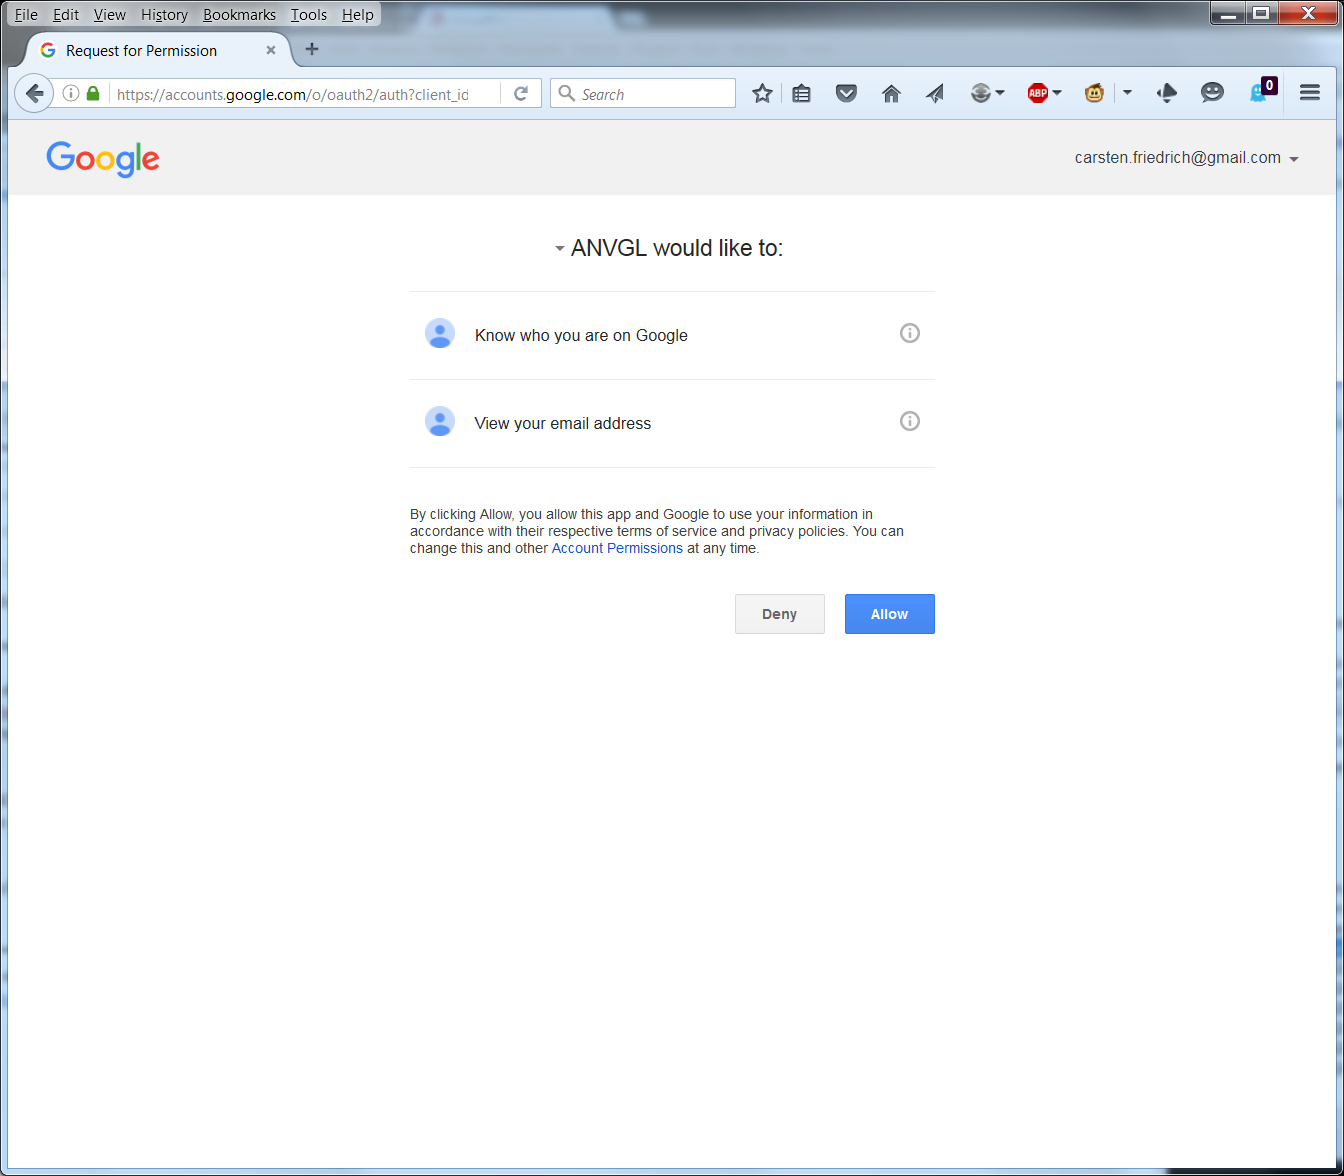 File Edit View History Bookmarks Tools Help
Request for Permission
https://accounts.google.com/o/oauth2/auth?client_id
Search
ABP
0
Google
carsten.friedrich@gmail.com
ANVGL would like to:
Know who you are on Google
View your email address
By clicking Allow, you allow this app and Google to use your information in
accordance with their respective terms of service and privacy policies. You can
change this and other Account Permissions at any time.
Deny Allow